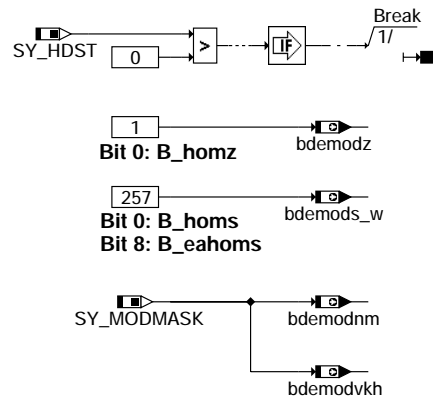 Break
1/
SY_HDST
0
>
IF
1
bdemodz
Bit 0: B_homz
257
bdemods_w
Bit 0: B_homs
Bit 8: B_eahoms
SY_MODMASK
bdemodnm
bdemodvkh